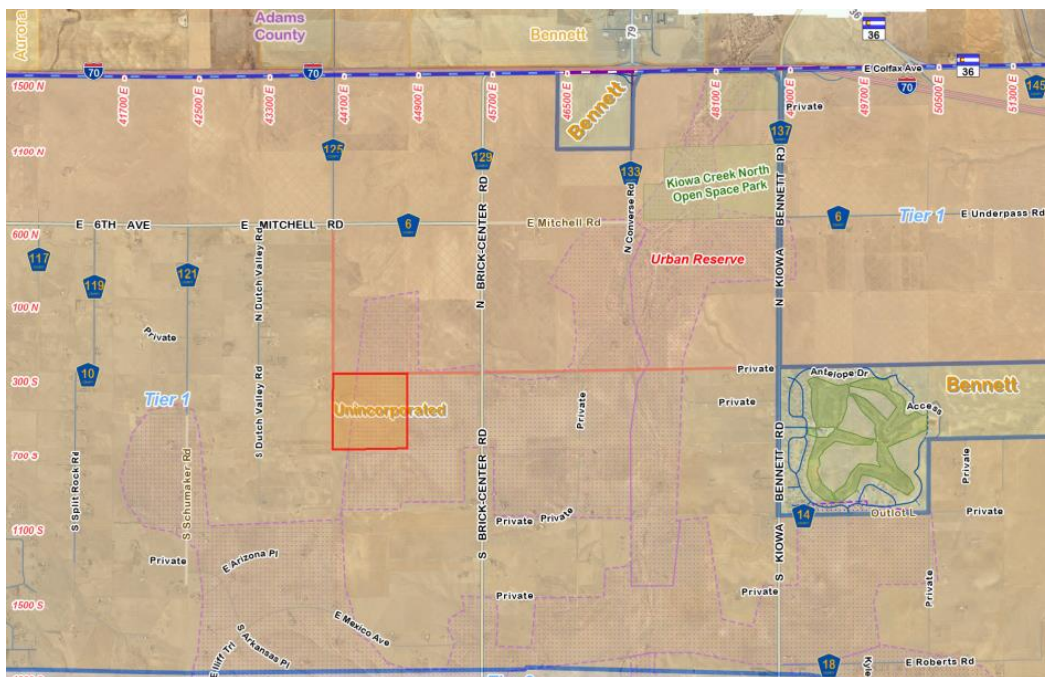 Aurora
Adams
County
Bennett
79
36
36
E Colfax Ave
70
70
70
145
1500 N
41700 E
42500 E
43300 E
44100 E
44900 E
45700 E
46500 E
48100 E
49700 E
50500 E
51300 E
Private
Bennett
137
125
129
133
1100 N
Kiowa Creek North
Open Space Park
N Converse Rd
N KIOWA BENNETT RD
N BRICK-CENTER RD
E 6TH AVE
E MITCHELL RD
6
E Mitchell Rd
6
Tier 1
E Underpass Rd
600 N
117
119
121
N Dutch Valley Rd
Urban Reserve
100 N
Private
10
300 S
Private
Antelope Dr
Bennett
Access
Tier 1
Unincorporated
Private
S Dutch Valley Rd
S Schumaker Rd
S Split Rock Rd
S BRICK-CENTER RD
S KIOWA BENNETT RD
700 S
Private
1100 S
Private
Private
14
Outlot L
Private
Private
E Arizona Pl
Private
Private
Private
1500 S
E Mexico Ave
S Arkansas Pl
E Iliff Trl
18
Kyle
E Roberts Rd